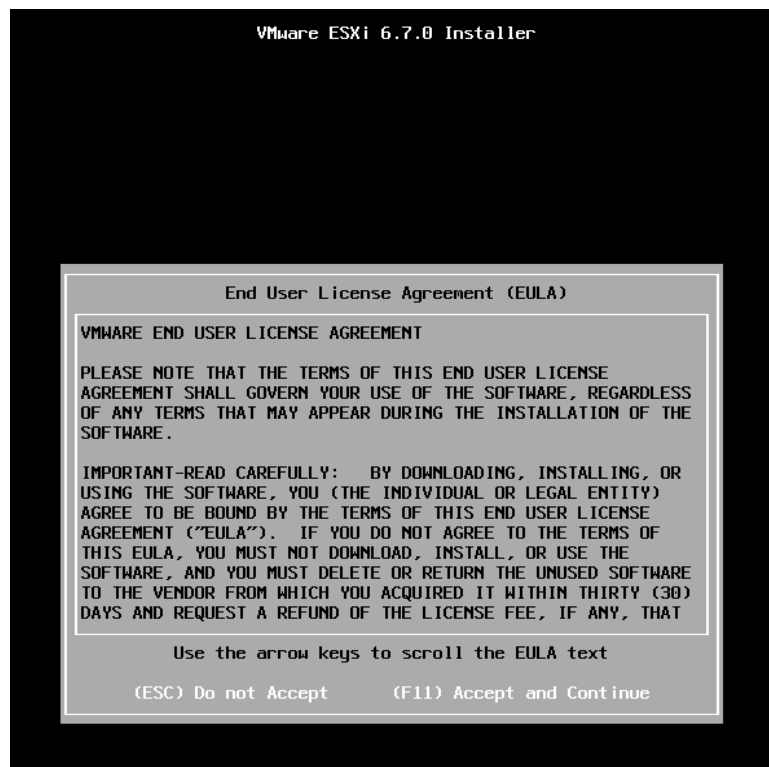 VMware ESXi 6.7.0 Installer
End User License Agreement (EULA)
VMWARE END USER LICENSE AGREEMENT
PLEASE NOTE THAT THE TERMS OF THIS END USER LICENSE
AGREEMENT SHALL GOVERN YOUR USE OF THE SOFTWARE, REGARDLESS
OF ANY TERMS THAT MAY APPEAR DURING THE INSTALLATION OF THE
SOFTWARE.
IMPORTANT-READ CAREFULLY:   BY DOWNLOADING, INSTALLING, OR
USING THE SOFTWARE, YOU (THE INDIVIDUAL OR LEGAL ENTITY)
AGREE TO BE BOUND BY THE TERMS OF THIS END USER LICENSE
AGREEMENT ("EULA").  IF YOU DO NOT AGREE TO THE TERMS OF
THIS EULA, YOU MUST NOT DOWNLOAD, INSTALL, OR USE THE
SOFTWARE, AND YOU MUST DELETE OR RETURN THE UNUSED SOFTWARE
TO THE VENDOR FROM WHICH YOU ACQUIRED IT WITHIN THIRTY (30)
DAYS AND REQUEST A REFUND OF THE LICENSE FEE, IF ANY, THAT
Use the arrow keys to scroll the EULA text
(ESC) Do not Accept      (F11) Accept and Continue